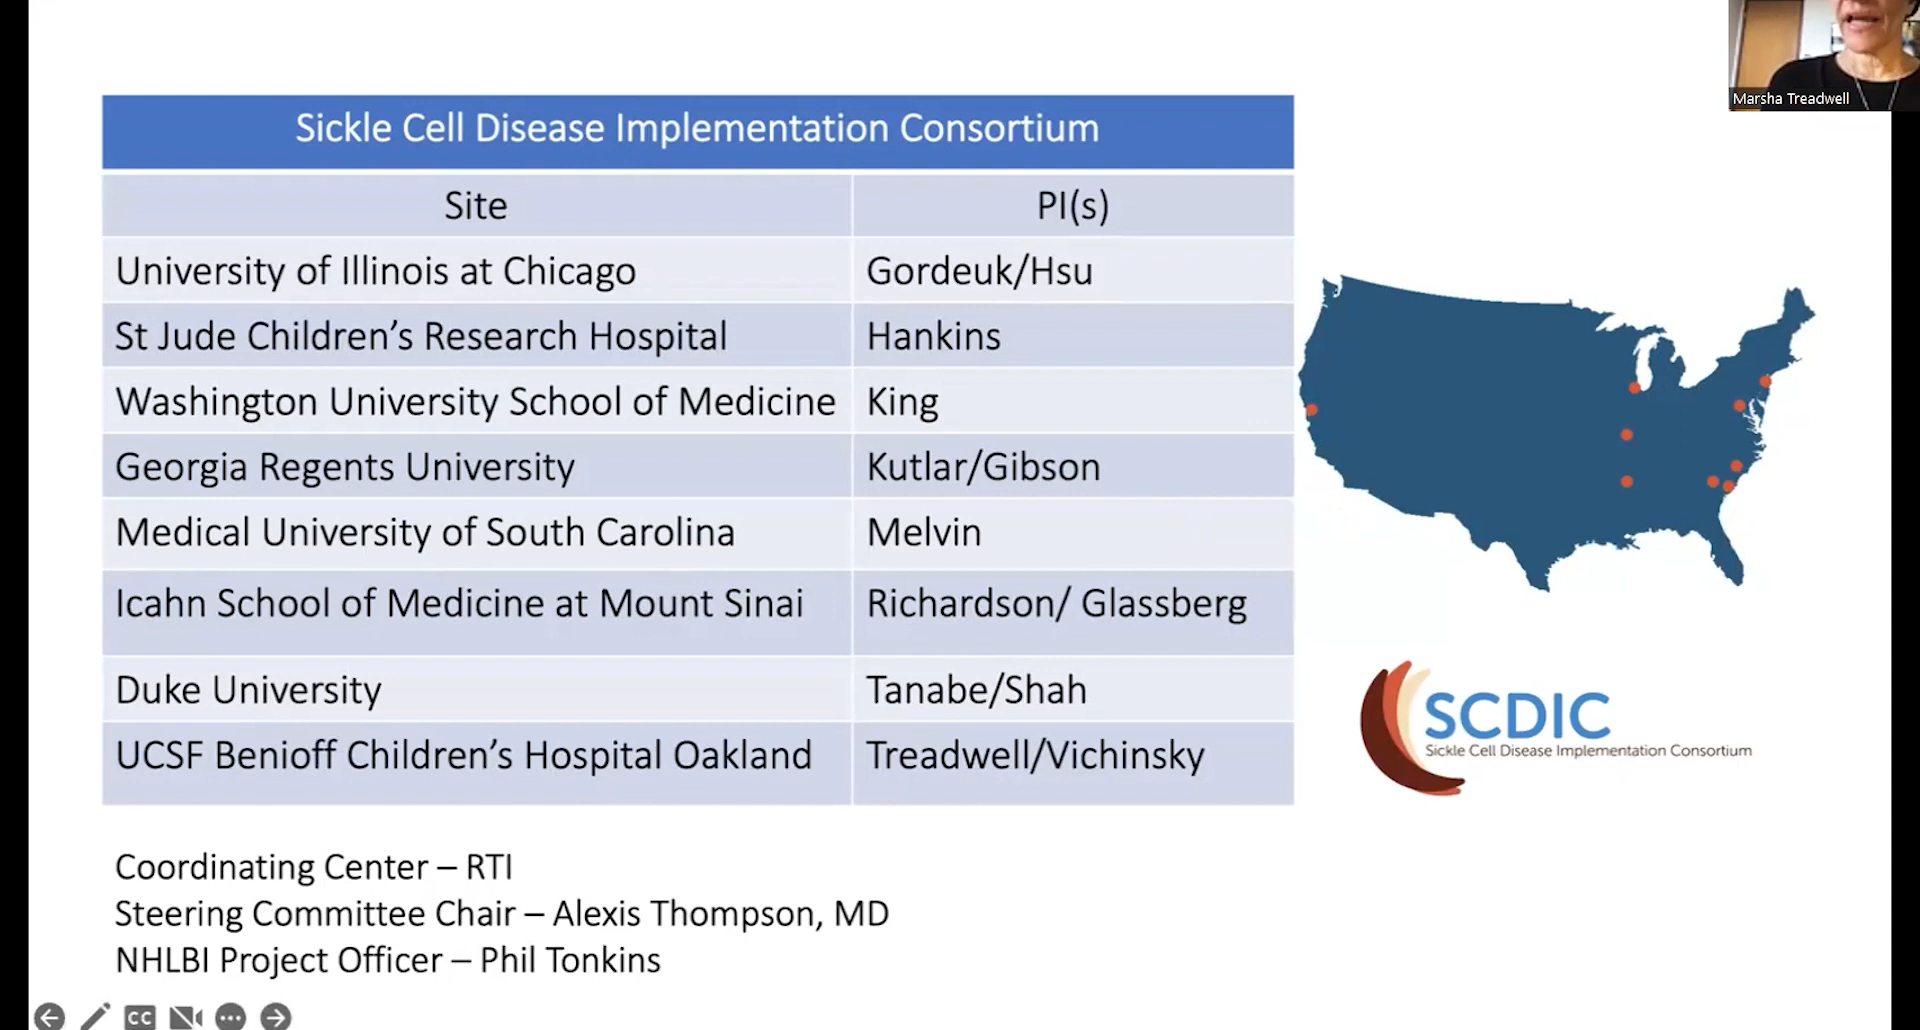 Marsha Treadwell
Sickle Cell Disease Implementation Consortium
Site PI(s)
University of Illinois at Chicago Gordeuk/Hsu
St Jude Children’s Research Hospital Hankins
Washington University School of Medicine King
Georgia Regents University Kutlar/Gibson
Medical University of South Carolina Melvin
Icahn School of Medicine at Mount Sinai Richardson/ Glassberg
Duke University Tanabe/Shah
UCSF Benioff Children’s Hospital Oakland Treadwell/Vichinsky
SCDIC
Sickle Cell Disease Implementation Consortium
Coordinating Center – RTI
Steering Committee Chair – Alexis Thompson, MD
NHLBI Project Officer – Phil Tonkins
CC